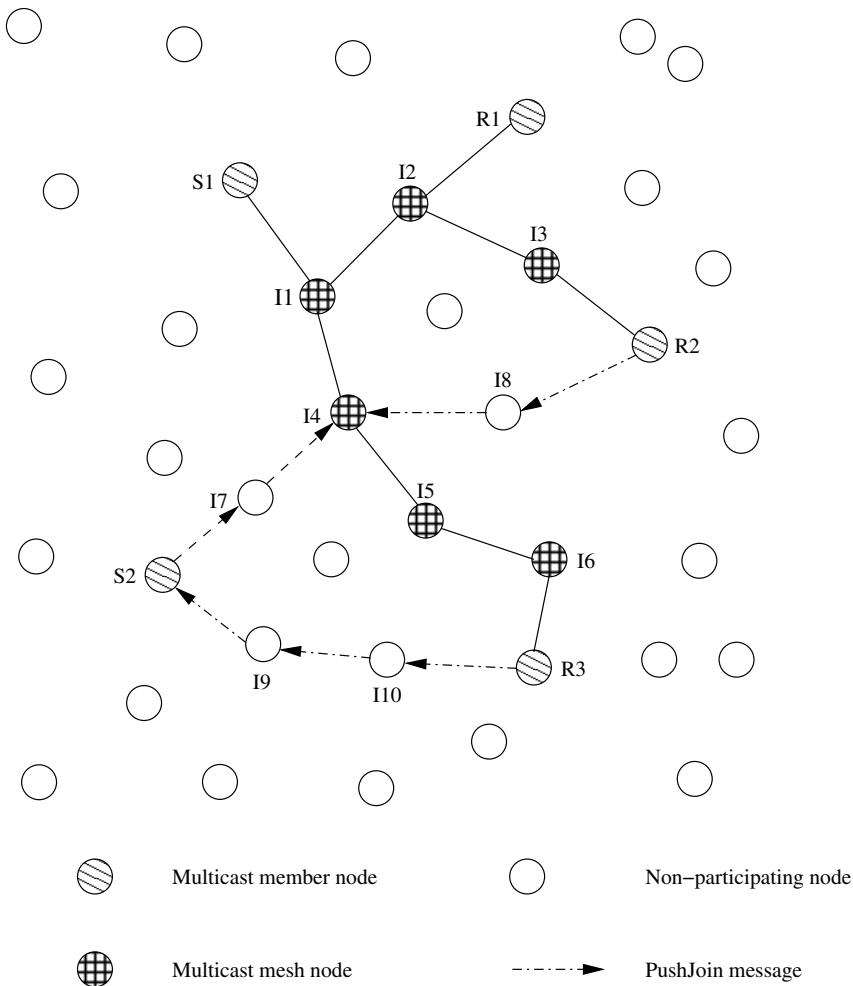 R1
I2
S1
I3
I1
R2
I8
I4
I5
I7
I6
S2
R3
I9
I10
Multicast member node
Non−participating node
Multicast mesh node
PushJoin message